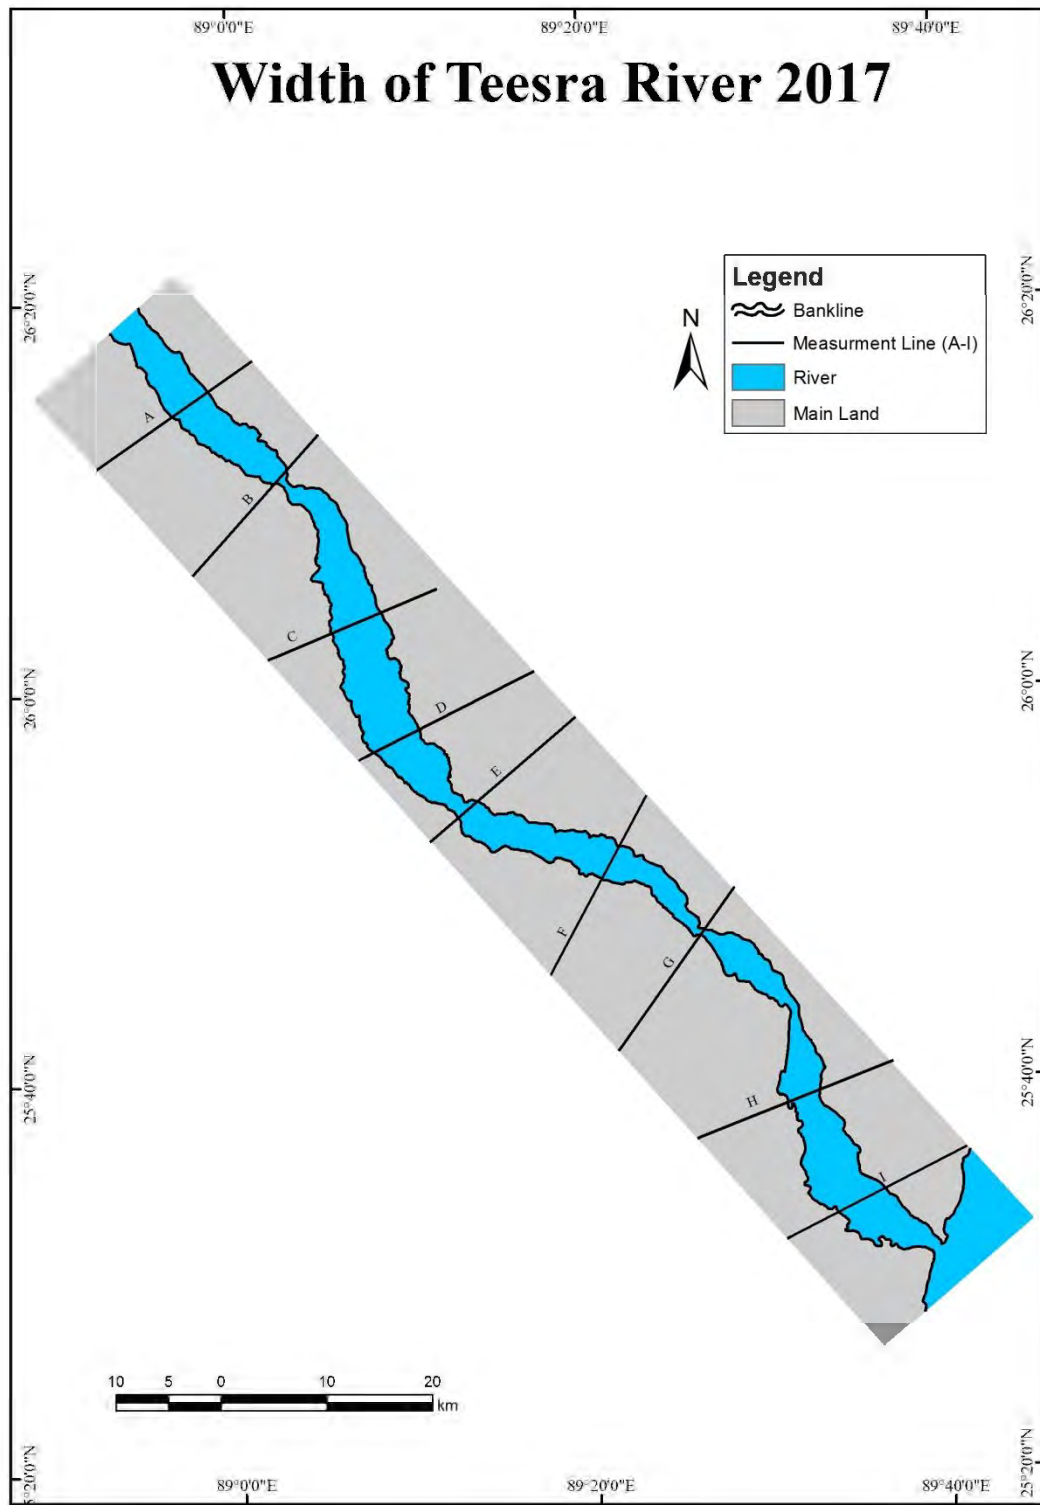 89°0'0"E 89°20'0"E 89°40'0"E
Width of Teesra River 2017
26°20'0"N 26°20'0"N
Legend
Bankline
Measurment Line (A-I)
River
Main Land
N
A
B
C
26°0'0"N 26°0'0"N
D
E
F
G
25°40'0"N 25°40'0"N
H
I
10 5 0 10 20
km
5°20'0"N 25°20'0"N
89°0'0"E 89°20'0"E 89°40'0"E